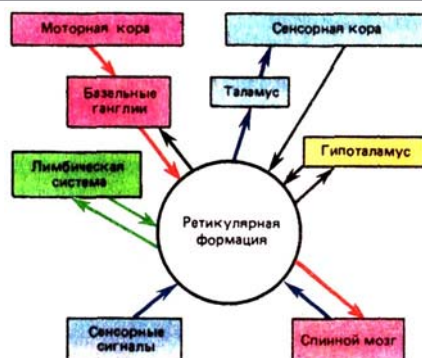 Моторная кора
Сенсорная кора
Базальные
ганглии
Таламус
Лимбическая
система
Гипоталамус
Ретикулярная
формация
Сенсорные
сигналы
Спинной мозг